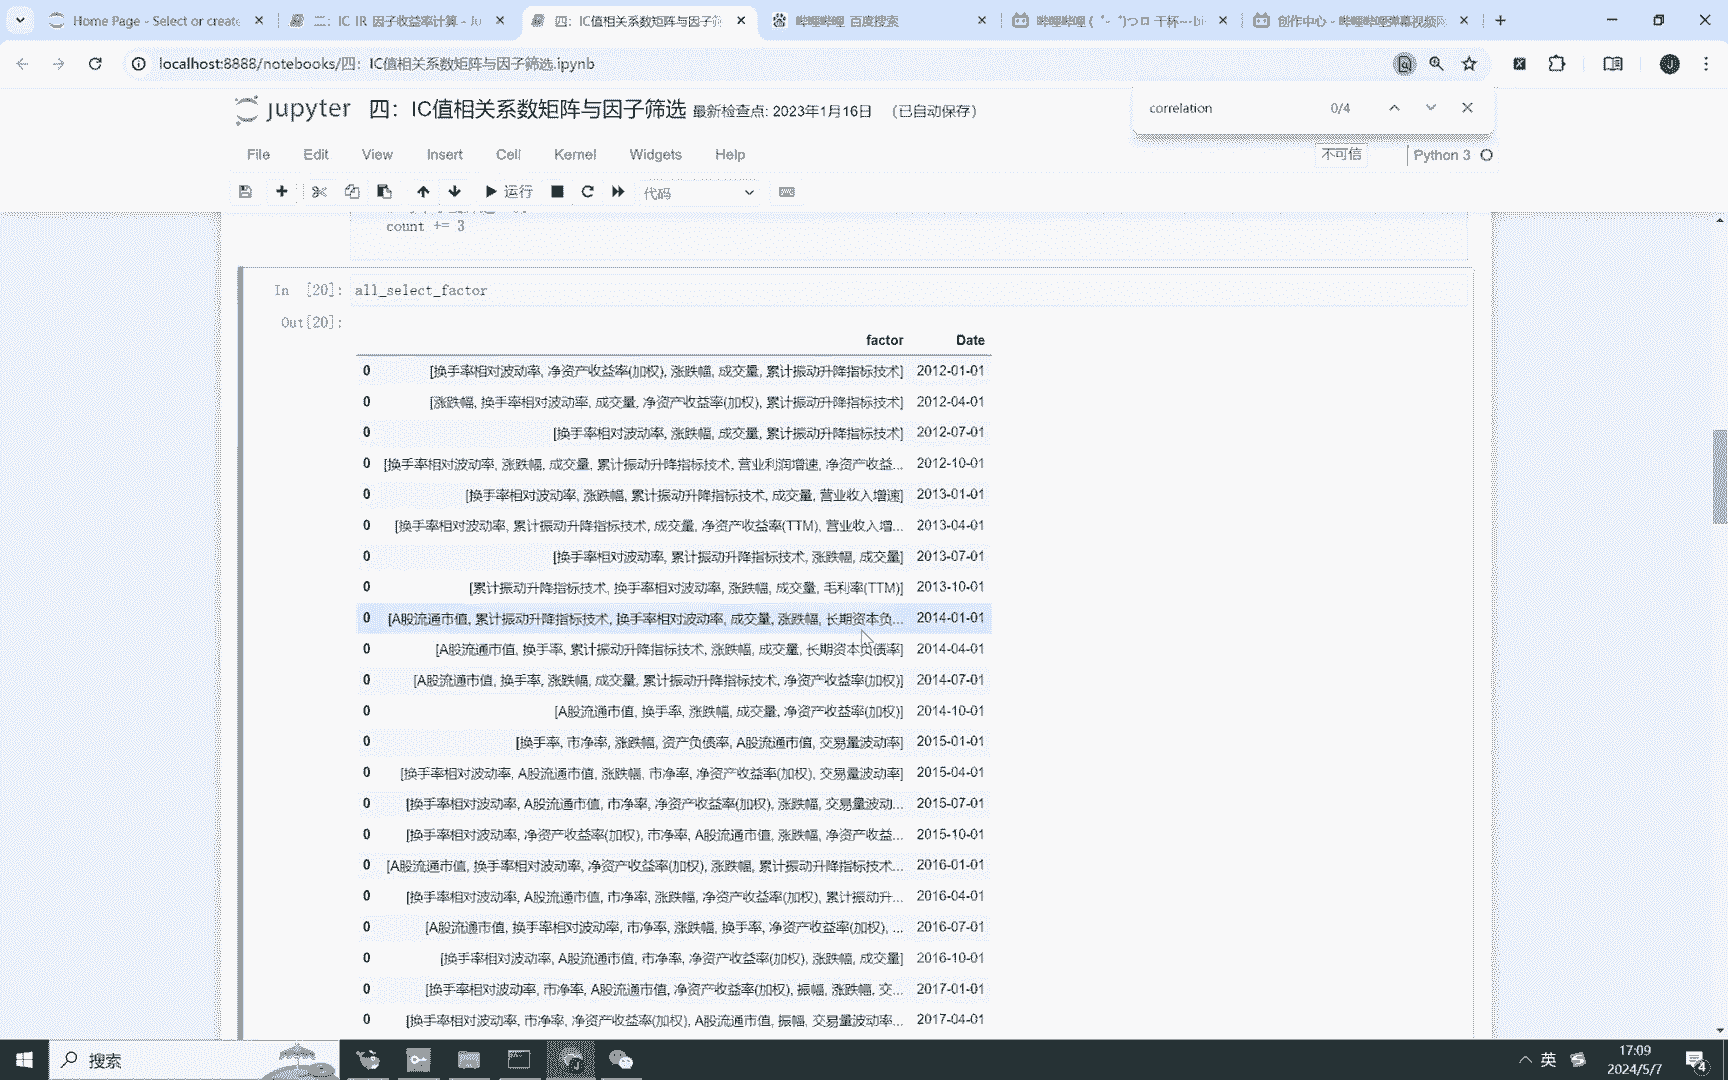 Home Page - Select or create
二：IC IR 因子收益率计算 - Ju
四：IC值相关系数矩阵与因子筛
哔哩哔哩_百度搜索
哔哩哔哩 (゜-゜)つロ 干杯~-bi
创作中心 - 哔哩哔哩弹幕视频网
localhost:8888/notebooks/四：IC值相关系数矩阵与因子筛选.ipynb
correlation 0/4
jupyter 四：IC值相关系数矩阵与因子筛选 最新检查点: 2023年1月16日 （已自动保存）
File Edit View Insert Cell Kernel Widgets Help
不可信 Python 3
运行 代码
count += 3
In [20]: all_select_factor
Out[20]:
factor Date
0 [换手率相对波动率, 净资产收益率(加权), 涨跌幅, 成交量, 累计振动升降指标技术] 2012-01-01
0 [涨跌幅, 换手率相对波动率, 成交量, 净资产收益率(加权), 累计振动升降指标技术] 2012-04-01
0 [换手率相对波动率, 涨跌幅, 成交量, 累计振动升降指标技术] 2012-07-01
0 [换手率相对波动率, 涨跌幅, 成交量, 累计振动升降指标技术, 营业利润增速, 净资产收益... 2012-10-01
0 [换手率相对波动率, 涨跌幅, 累计振动升降指标技术, 成交量, 营业收入增速] 2013-01-01
0 [换手率相对波动率, 累计振动升降指标技术, 成交量, 净资产收益率(TTM), 营业收入增... 2013-04-01
0 [换手率相对波动率, 累计振动升降指标技术, 涨跌幅, 成交量] 2013-07-01
0 [累计振动升降指标技术, 换手率相对波动率, 涨跌幅, 成交量, 毛利率(TTM)] 2013-10-01
0 [A股流通市值, 累计振动升降指标技术, 换手率相对波动率, 成交量, 涨跌幅, 长期资本负... 2014-01-01
0 [A股流通市值, 换手率, 累计振动升降指标技术, 涨跌幅, 成交量, 长期资本负债率] 2014-04-01
0 [A股流通市值, 换手率, 涨跌幅, 成交量, 累计振动升降指标技术, 净资产收益率(加权)] 2014-07-01
0 [A股流通市值, 换手率, 涨跌幅, 成交量, 净资产收益率(加权)] 2014-10-01
0 [换手率, 市净率, 涨跌幅, 资产负债率, A股流通市值, 交易量波动率] 2015-01-01
0 [换手率相对波动率, A股流通市值, 涨跌幅, 市净率, 净资产收益率(加权), 交易量波动率] 2015-04-01
0 [换手率相对波动率, A股流通市值, 市净率, 净资产收益率(加权), 涨跌幅, 交易量波动... 2015-07-01
0 [换手率相对波动率, 净资产收益率(加权), 市净率, A股流通市值, 涨跌幅, 净资产收益... 2015-10-01
0 [A股流通市值, 换手率相对波动率, 净资产收益率(加权), 涨跌幅, 累计振动升降指标技术... 2016-01-01
0 [换手率相对波动率, A股流通市值, 市净率, 涨跌幅, 净资产收益率(加权), 累计振动升... 2016-04-01
0 [A股流通市值, 换手率相对波动率, 市净率, 涨跌幅, 换手率, 净资产收益率(加权), ... 2016-07-01
0 [换手率相对波动率, A股流通市值, 市净率, 净资产收益率(加权), 涨跌幅, 成交量] 2016-10-01
0 [换手率相对波动率, 市净率, A股流通市值, 净资产收益率(加权), 振幅, 涨跌幅, 交... 2017-01-01
0 [换手率相对波动率, 市净率, 净资产收益率(加权), A股流通市值, 振幅, 交易量波动率... 2017-04-01
搜索
英
17:09
2024/5/7
4